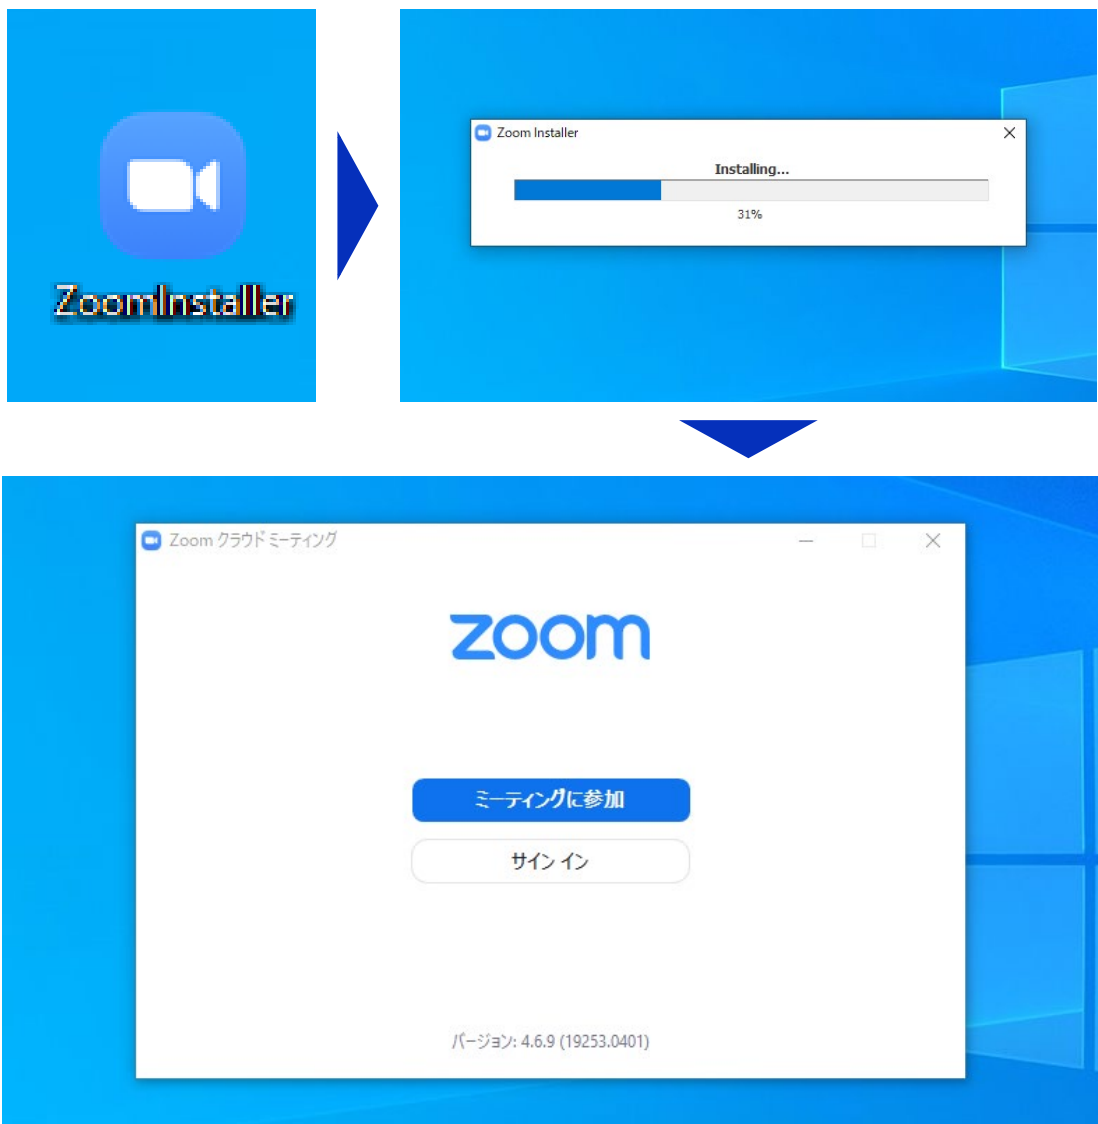 ZoomInstaller
Zoom Installer
Installing...
31%
Zoom クラウド ミーティング
zoom
ミーティングに参加
サイン イン
バージョン: 4.6.9 (19253.0401)